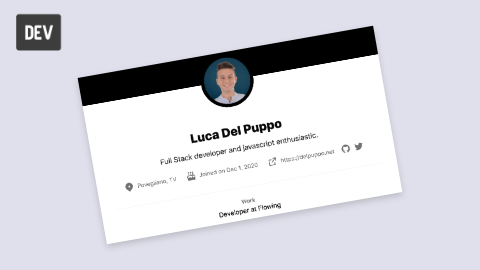 DEV
Luca Del Puppo
Full Stack developer and javascript enthusiastic.
Povegliano, TV Joined on Dec 1, 2020 https://delpuppo.net
Work
Developer at Flowing